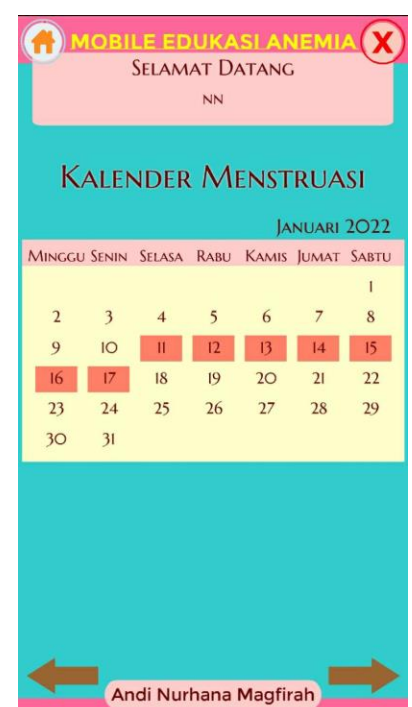 MOBILE EDUKASI ANEMIA X
SELAMAT DATANG
NN
KALENDER MENSTRUASI
JANUARI 2022
MINGGU SENIN SELASA RABU KAMIS JUMAT SABTU
1
2 3 4 5 6 7 8
9 10 11 12 13 14 15
16 17 18 19 20 21 22
23 24 25 26 27 28 29
30 31
Andi Nurhana Magfirah